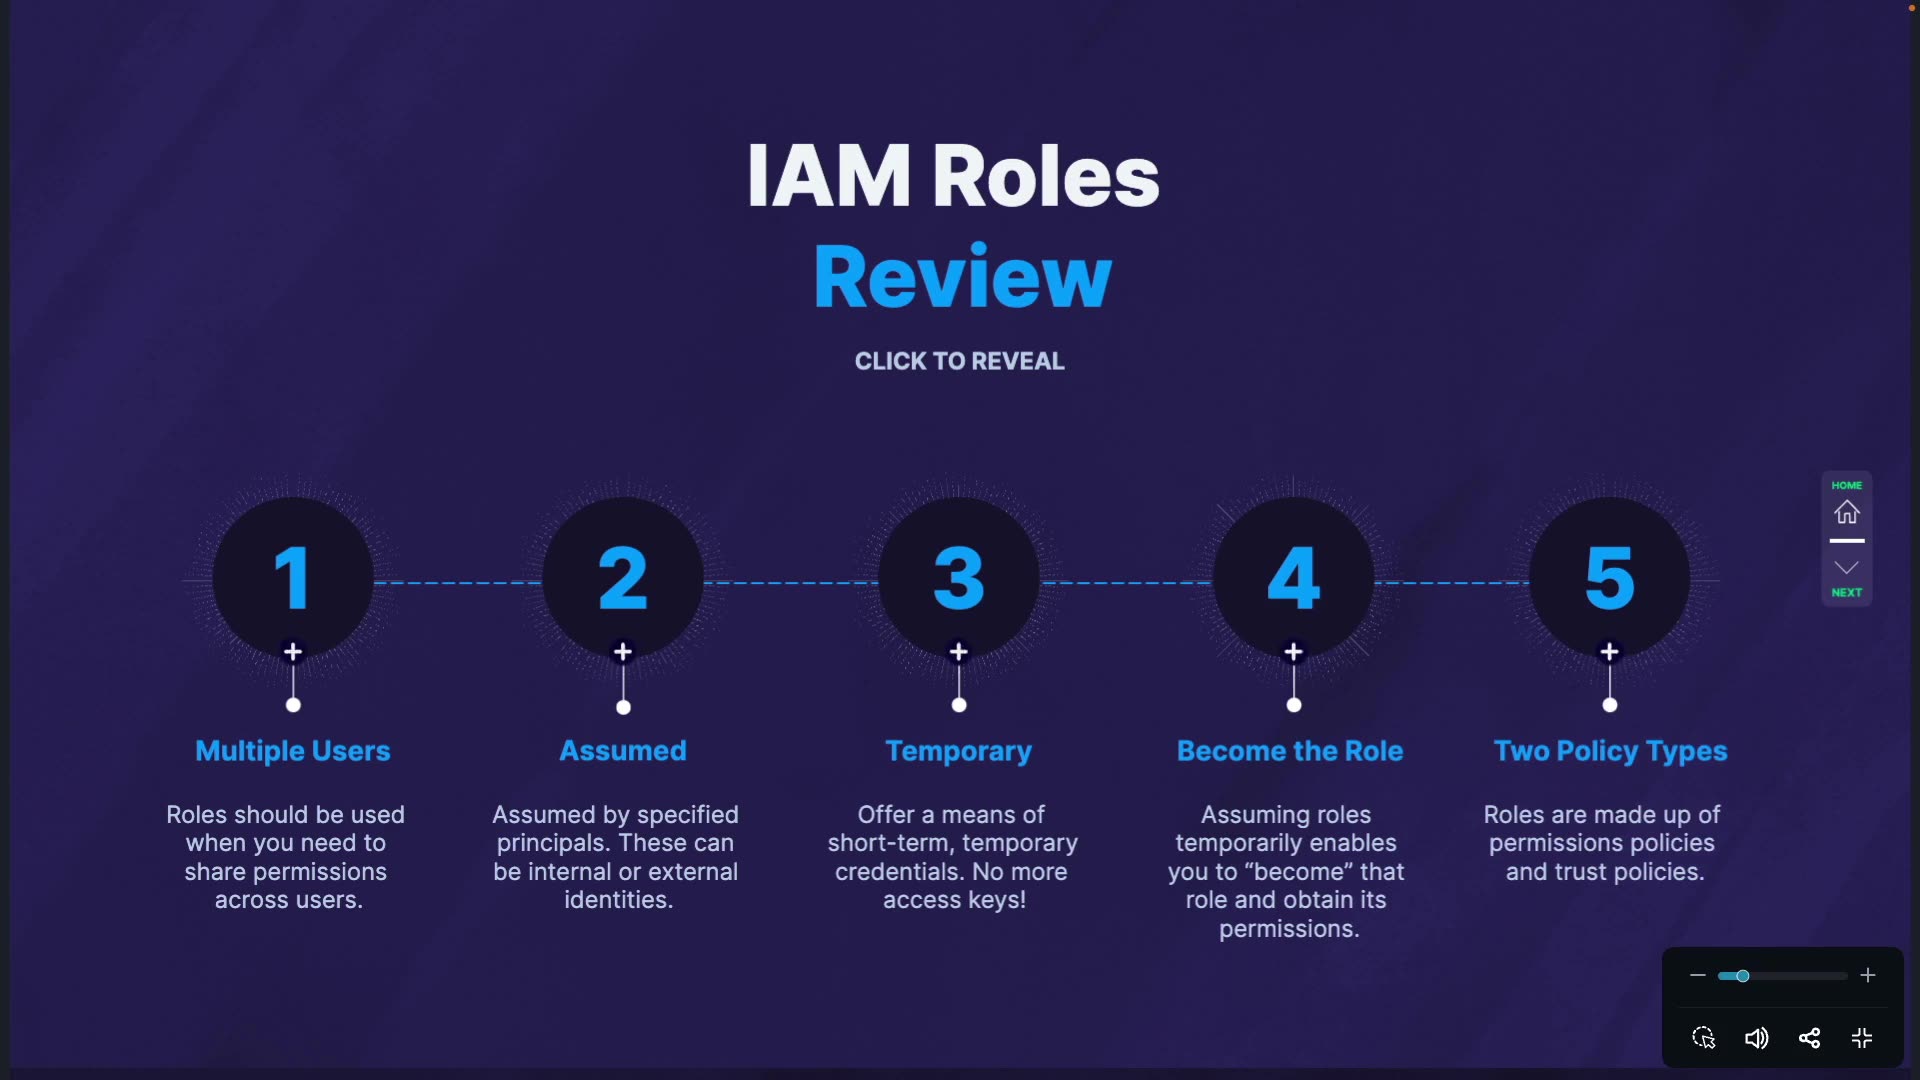 IAM Roles
Review
CLICK TO REVEAL
HOME
NEXT
1
2
3
4
5
Multiple Users
Roles should be used
when you need to
share permissions
across users.
Assumed
Assumed by specified
principals. These can
be internal or external
identities.
Temporary
Offer a means of
short-term, temporary
credentials. No more
access keys!
Become the Role
Assuming roles
temporarily enables
you to “become” that
role and obtain its
permissions.
Two Policy Types
Roles are made up of
permissions policies
and trust policies.